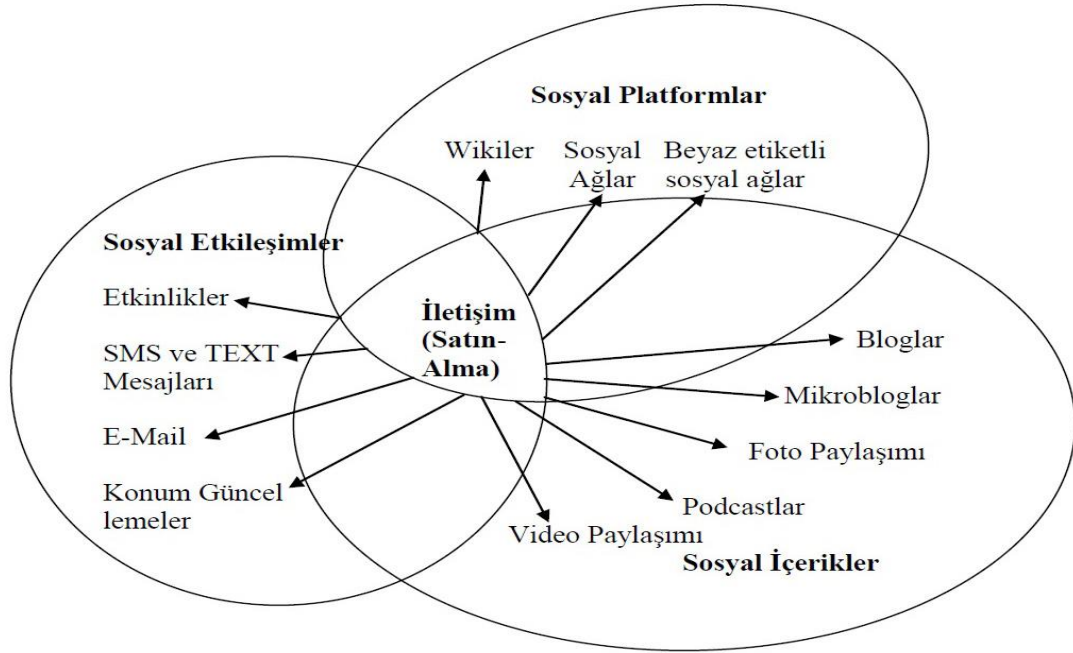 Sosyal Platformlar
Wikiler
Sosyal
Ağlar
Beyaz etiketli
sosyal ağlar
Sosyal Etkileşimler
Etkinlikler
SMS ve TEXT
Mesajları
E-Mail
Konum Güncel
lemeler
İletişim
(Satın-
Alma)
Bloglar
Mikrobloglar
Foto Paylaşımı
Podcastlar
Video Paylaşımı
Sosyal İçerikler